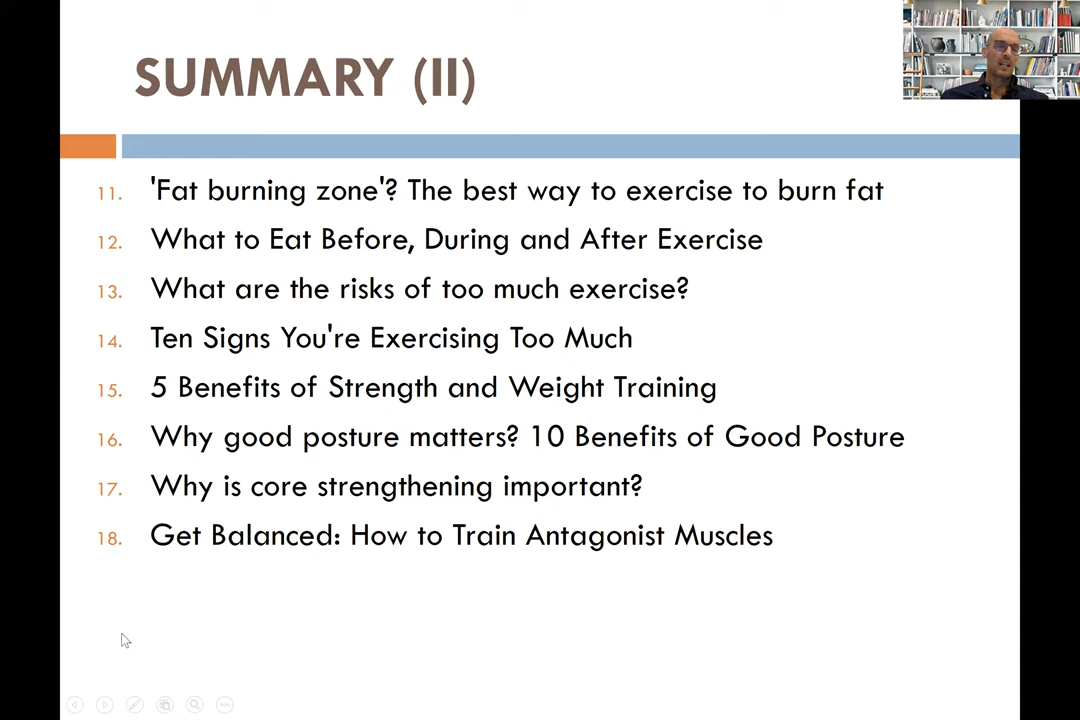 SUMMARY (II)
11. 'Fat burning zone'? The best way to exercise to burn fat
12. What to Eat Before, During and After Exercise
13. What are the risks of too much exercise?
14. Ten Signs You're Exercising Too Much
15. 5 Benefits of Strength and Weight Training
16. Why good posture matters? 10 Benefits of Good Posture
17. Why is core strengthening important?
18. Get Balanced: How to Train Antagonist Muscles